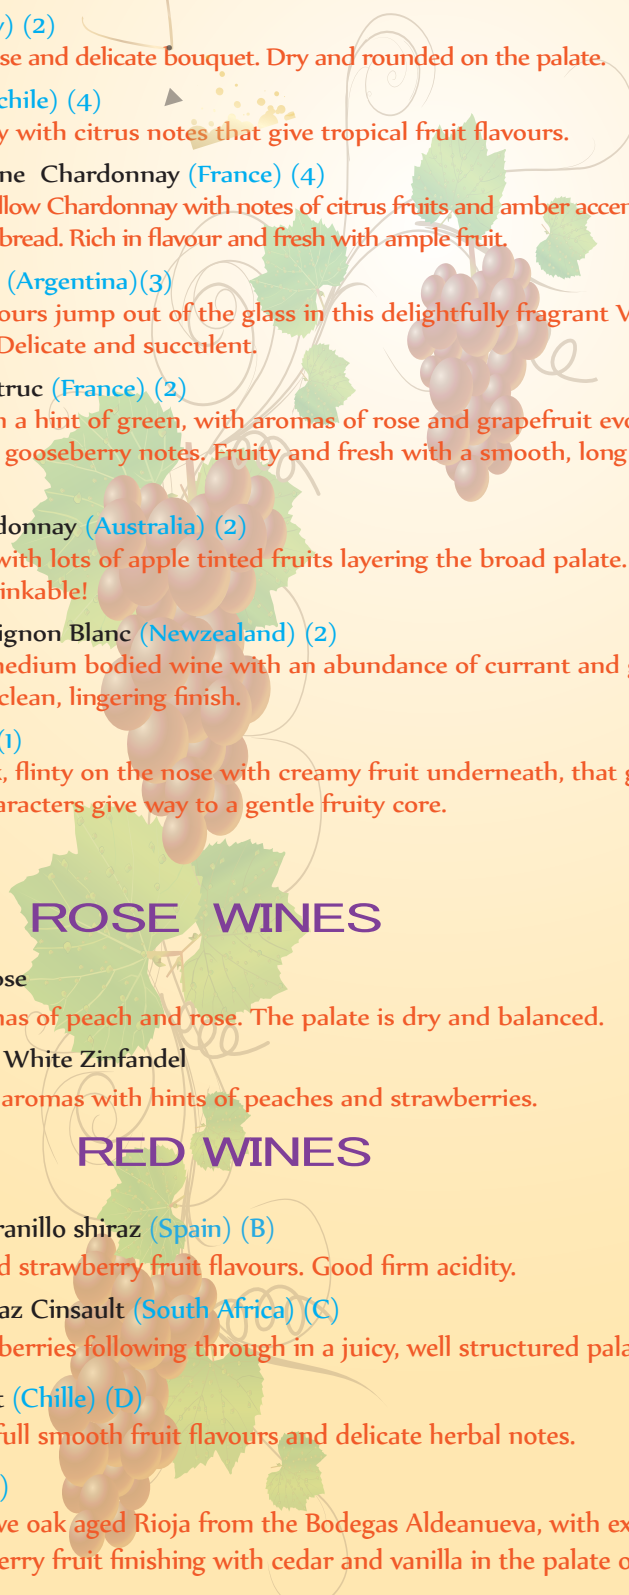 ) (2)
se and delicate bouquet. Dry and rounded on the palate.
chile) (4)
y with citrus notes that give tropical fruit flavours.
ne Chardonnay (France) (4)
llow Chardonnay with notes of citrus fruits and amber accen
bread. Rich in flavour and fresh with ample fruit.
(Argentina)(3)
ours jump out of the glass in this delightfully fragrant V
Delicate and succulent.
truc (France) (2)
a hint of green, with aromas of rose and grapefruit evo
gooseberry notes. Fruity and fresh with a smooth, long
donnay (Australia) (2)
with lots of apple tinted fruits layering the broad palate.
inkable!
ignon Blanc (Newzealand) (2)
medium bodied wine with an abundance of currant and g
clean, lingering finish.
(1)
, flinty on the nose with creamy fruit underneath, that g
aracters give way to a gentle fruity core.
ROSE WINES
ose
mas of peach and rose. The palate is dry and balanced.
White Zinfandel
aromas with hints of peaches and strawberries.
RED WINES
ranillo shiraz (Spain) (B)
d strawberry fruit flavours. Good firm acidity.
az Cinsault (South Africa) (C)
berries following through in a juicy, well structured pala
t (Chille) (D)
full smooth fruit flavours and delicate herbal notes.
)
ve oak aged Rioja from the Bodegas Aldeanueva, with ex
erry fruit finishing with cedar and vanilla in the palate o